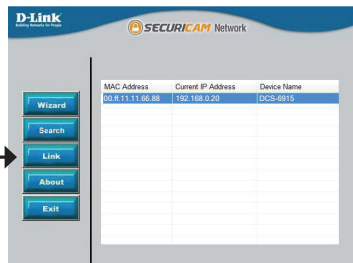 D-Link
Building Networks for People
SECURICAM Network
MAC Address Current IP Address Device Name
00.ff.11.11.66.88 192.168.0.20 DCS-6915
Wizard
Search
Link
About
Exit